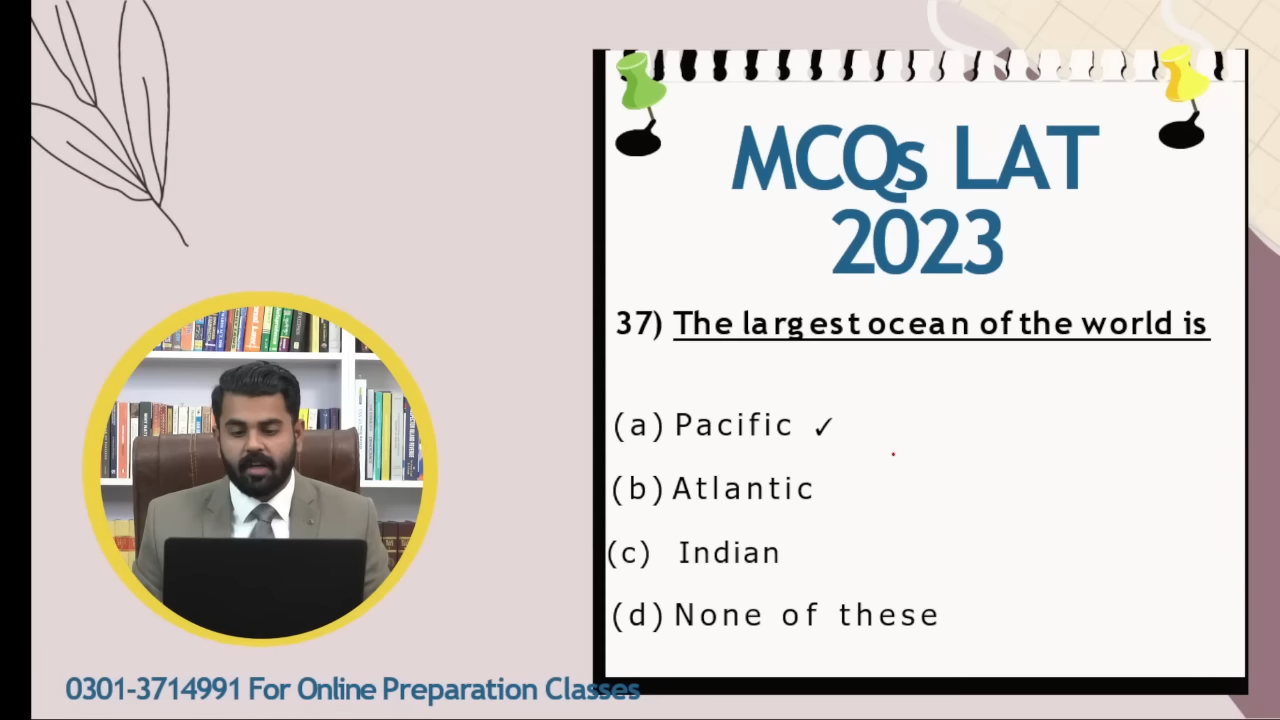 MCQs LAT
2023
37) The largest ocean of the world is
(a) Pacific ✓
(b) Atlantic
(c) Indian
(d) None of these
0301-3714991 For Online Preparation Classes